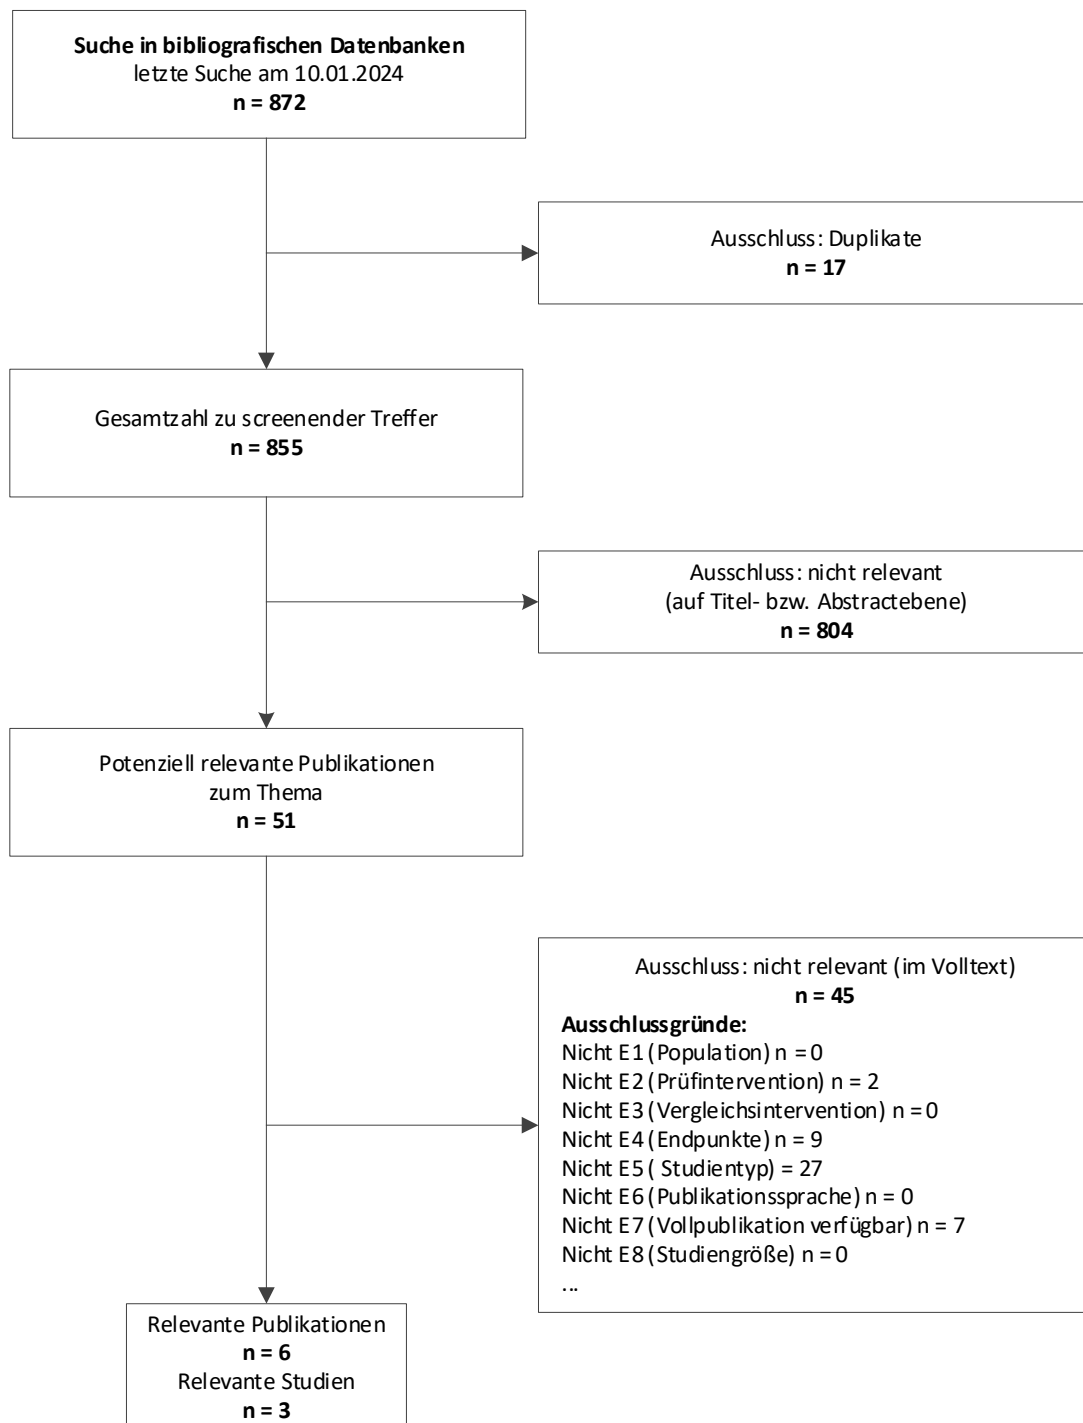 Suche in bibliografischen Datenbanken
letzte Suche am 10.01.2024
n = 872
Ausschluss: Duplikate
n = 17
Gesamtzahl zu screenender Treffer
n = 855
Ausschluss: nicht relevant
(auf Titel- bzw. Abstractebene)
n = 804
Potenziell relevante Publikationen
zum Thema
n = 51
Ausschluss: nicht relevant (im Volltext)
n = 45
Ausschlussgründe:
Nicht E1 (Population) n = 0
Nicht E2 (Prüfintervention) n = 2
Nicht E3 (Vergleichsintervention) n = 0
Nicht E4 (Endpunkte) n = 9
Nicht E5 ( Studientyp) = 27
Nicht E6 (Publikationssprache) n = 0
Nicht E7 (Vollpublikation verfügbar) n = 7
Nicht E8 (Studiengröße) n = 0
...
Relevante Publikationen
n = 6
Relevante Studien
n = 3